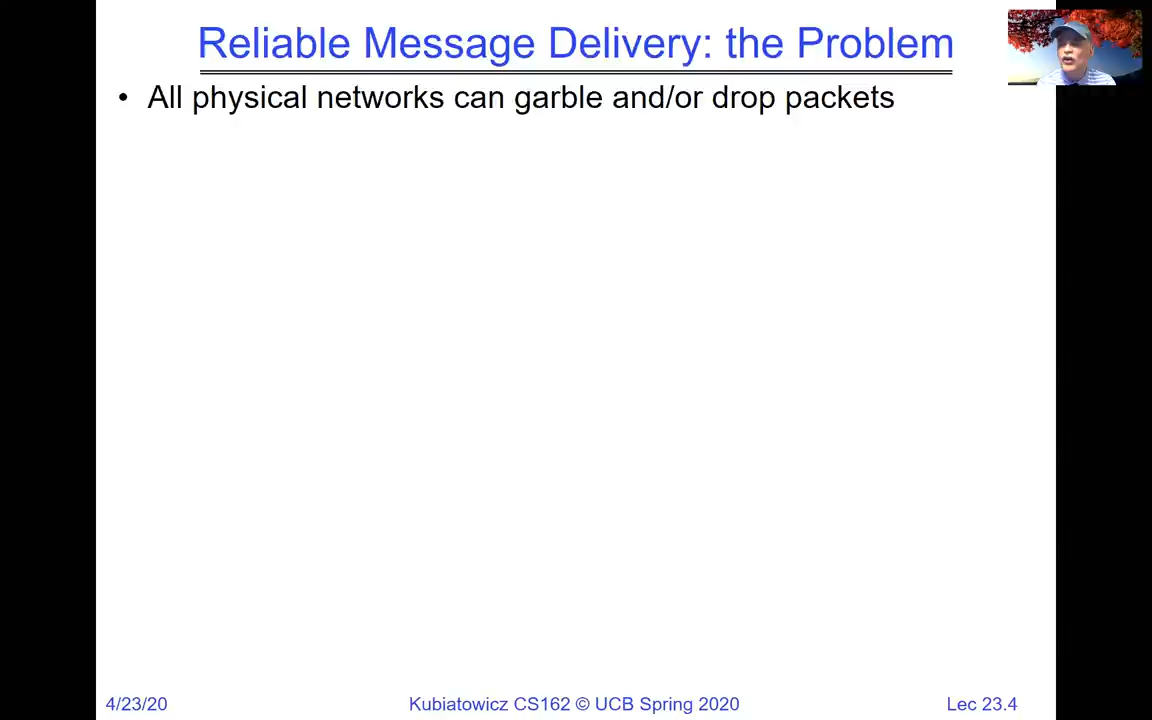 Reliable Message Delivery: the Problem
• All physical networks can garble and/or drop packets
4/23/20
Kubiatowicz CS162 © UCB Spring 2020
Lec 23.4